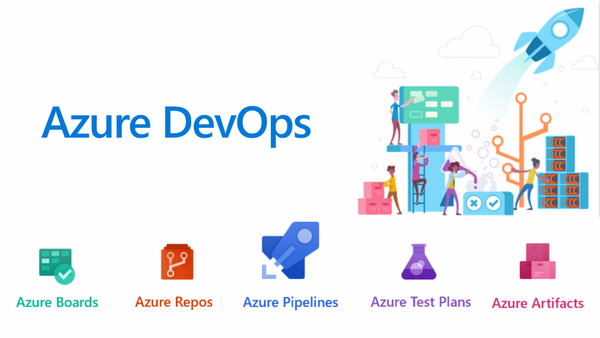 Azure DevOps
Azure Boards
Azure Repos
Azure Pipelines
Azure Test Plans
Azure Artifacts